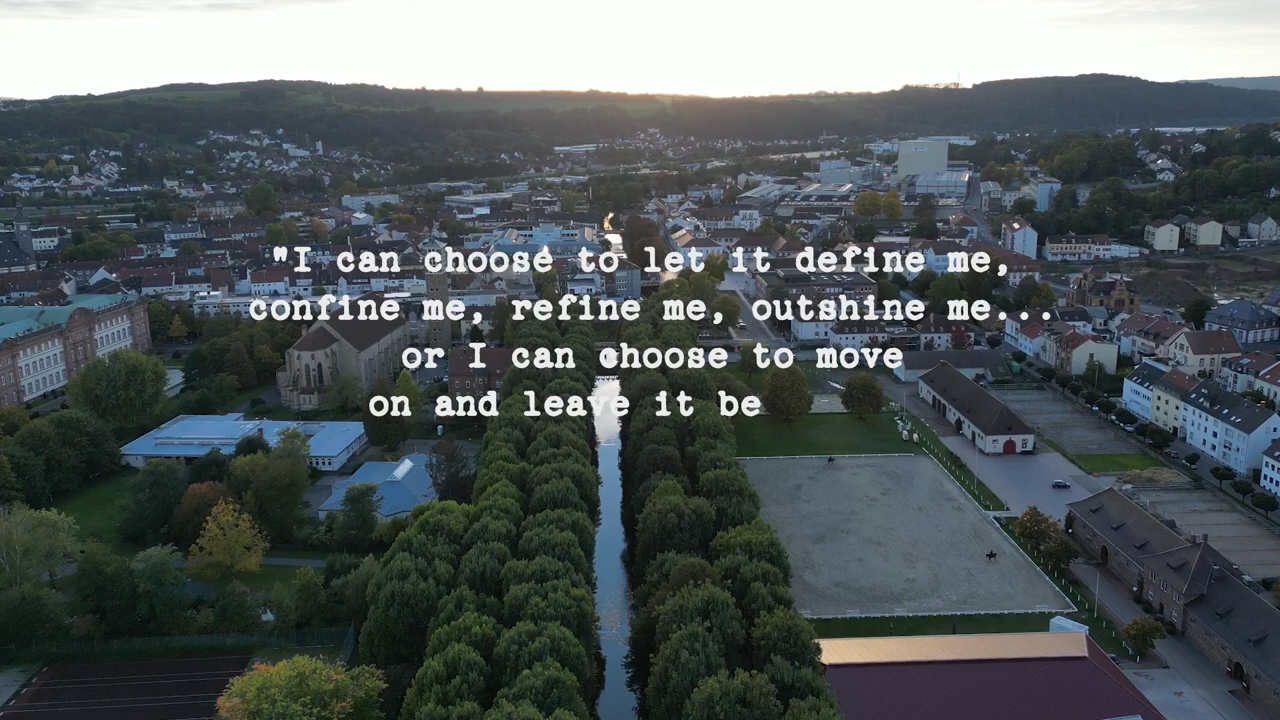 "I can choose to let it define me,
confine me, refine me, outshine me...
or I can choose to move
on and leave it be